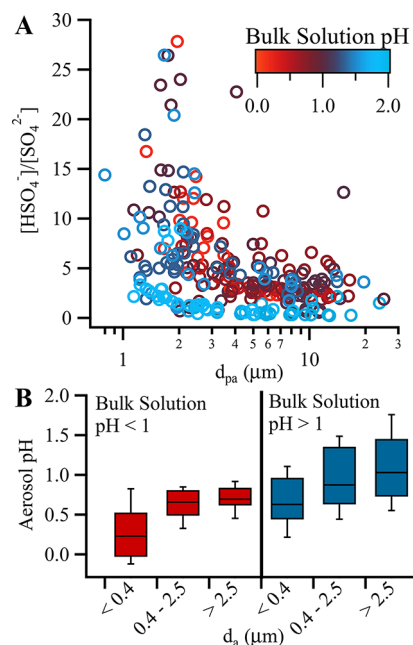 A
Bulk Solution pH
0.0 1.0 2.0
[HSO₄⁻]/[SO₄²⁻]
30
25
20
15
10
5
0
1 2 3 4 5 6 7 10 2 3
dpa (μm)
B
Bulk Solution
pH < 1
Bulk Solution
pH > 1
Aerosol pH
2.0
1.5
1.0
0.5
0.0
< 0.4 0.4 - 2.5 > 2.5 < 0.4 0.4 - 2.5 > 2.5
da (μm)